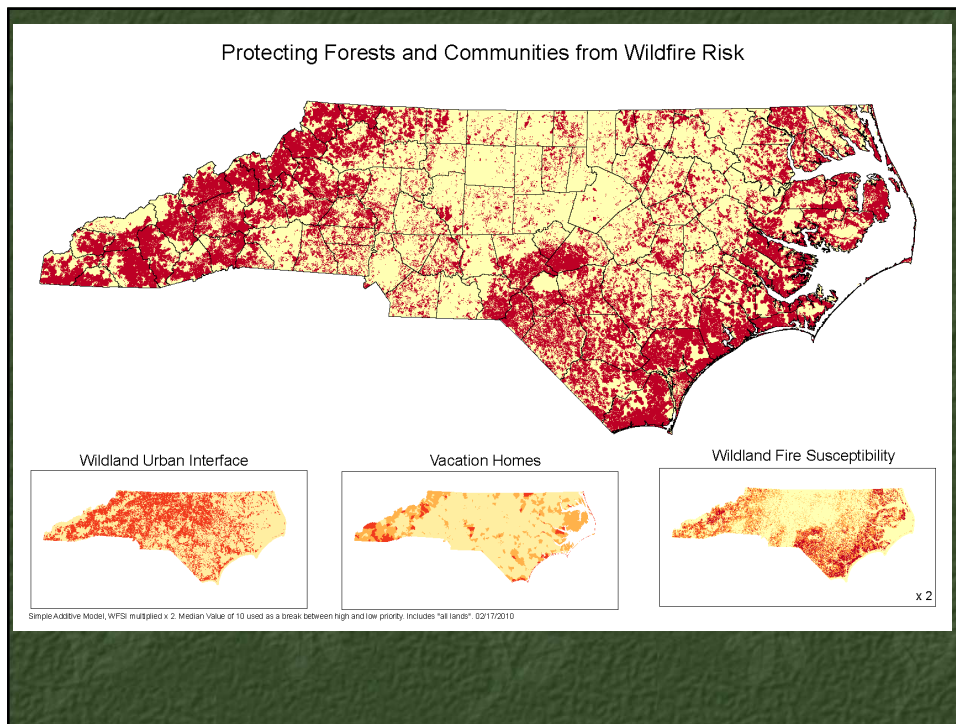 Protecting Forests and Communities from Wildfire Risk
Wildland Urban Interface
Vacation Homes
Wildland Fire Susceptibility
x 2
Simple Additive Model, WFSI multiplied x 2. Median Value of 10 used as a break between high and low priority. Includes "all lands". 02/17/2010